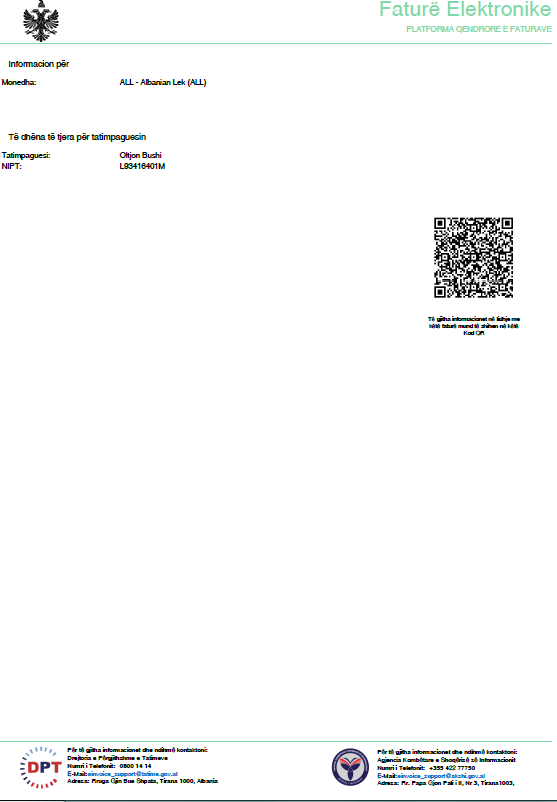 Faturë Elektronike
PLATFORMA QENDRORE E FATURAVE
Informacion për
Monedha: ALL - Albanian Lek (ALL)
Të dhëna të tjera për tatimpaguesin
Tatimpaguesi: Oltjon Bushi
NIPT: L93416401M
Të gjitha informacionet në lidhje me
këtë faturë mund të shihen në këtë
Kod QR
Për të gjitha informacionet dhe ndihmë kontaktoni:
Drejtoria e Përgjithshme e Tatimeve
Numri i Telefonit: 0800 14 14
E-Mail:einvoice_support@tatime.gov.al
Adresa: Rruga Gjin Bue Shpata, Tirana 1000, Albania
DPT
Për të gjitha informacionet dhe ndihmë kontaktoni:
Agjencia Kombëtare e Shoqërisë së Informacionit
Numri i Telefonit: +355 422 77750
E-Mail:einvoice_support@akshi.gov.al
Adresa: Rr. Papa Gjon Pali i II, Nr 3, Tirana1003,